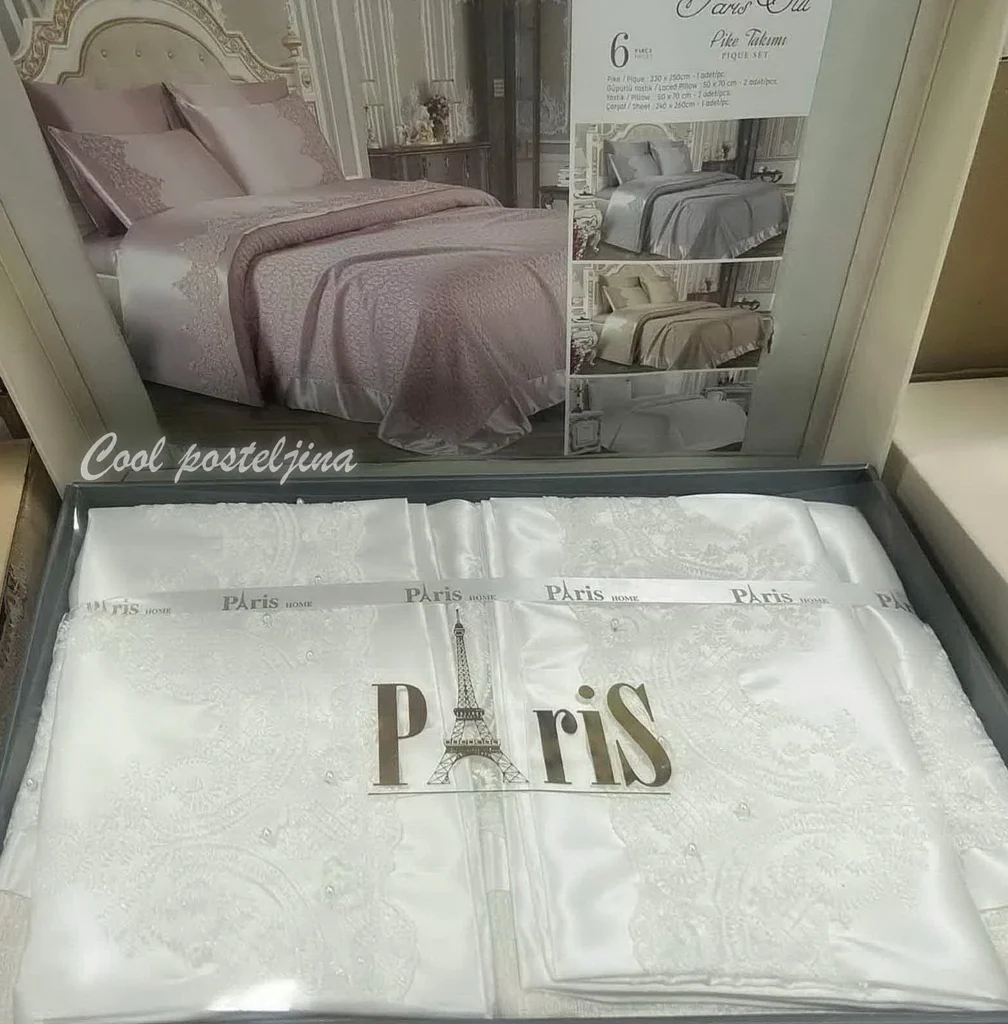 6 PARÇA
PIECES
Pike Takımı
PIQUE SET
Pike / Pique : 230 x 250cm - 1 adet/pc.
Güpürlü Yastık / Laced Pillow : 50 x 70 cm - 2 adet/pcs.
Yastık / Pillow : 50 x 70 cm - 2 adet/pcs.
Çarşaf / Sheet : 240 x 260cm - 1 adet/pc.
Cool posteljina
PAris HOME PAris HOME PAris HOME PAris HOME PAris HOME PAr
PAriS